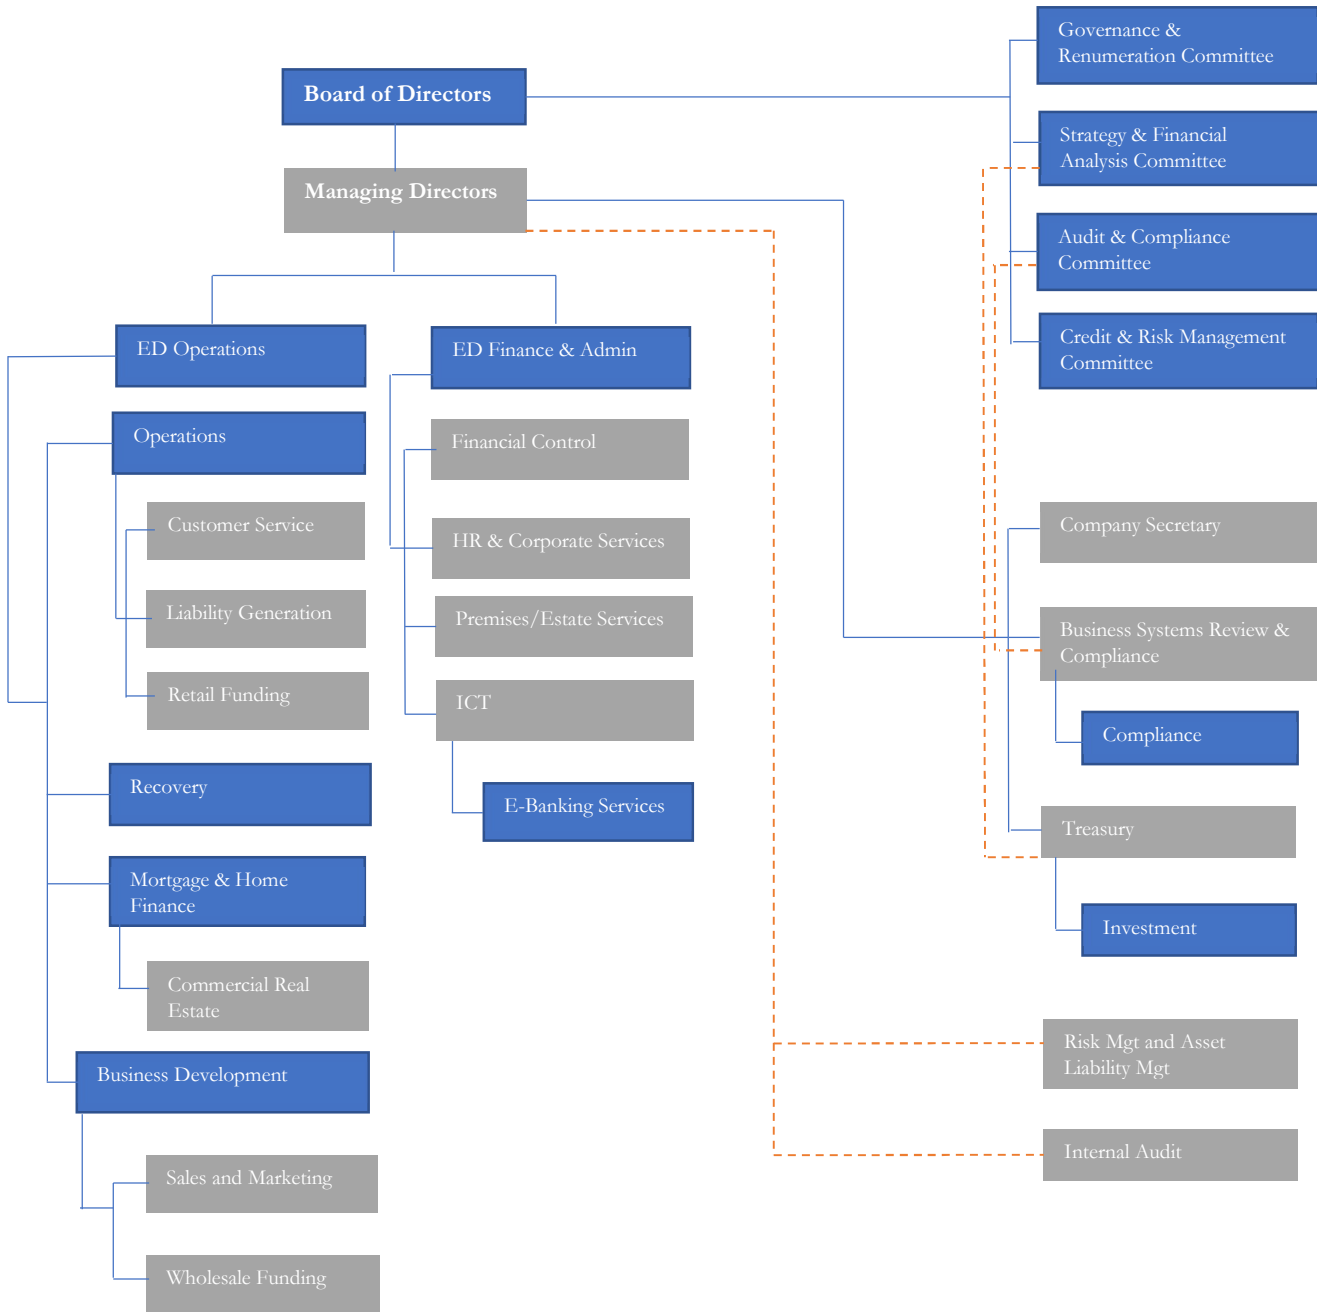 Board of Directors
Managing Directors
ED Operations
Operations
Customer Service
Liability Generation
Retail Funding
Recovery
Mortgage & Home
Finance
Commercial Real
Estate
Business Development
Sales and Marketing
Wholesale Funding
ED Finance & Admin
Financial Control
HR & Corporate Services
Premises/Estate Services
ICT
E-Banking Services
Governance &
Renumeration Committee
Strategy & Financial
Analysis Committee
Audit & Compliance
Committee
Credit & Risk Management
Committee
Company Secretary
Business Systems Review &
Compliance
Compliance
Treasury
Investment
Risk Mgt and Asset
Liability Mgt
Internal Audit